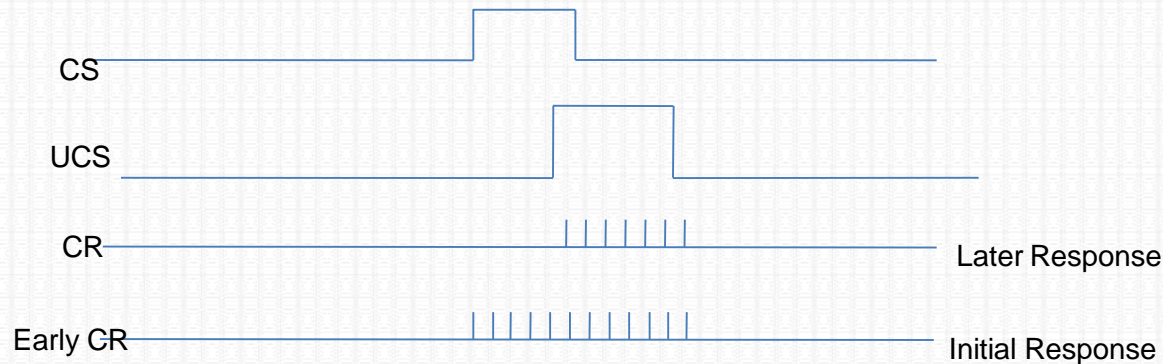 CS
UCS
CR
Later Response
Early CR
Initial Response